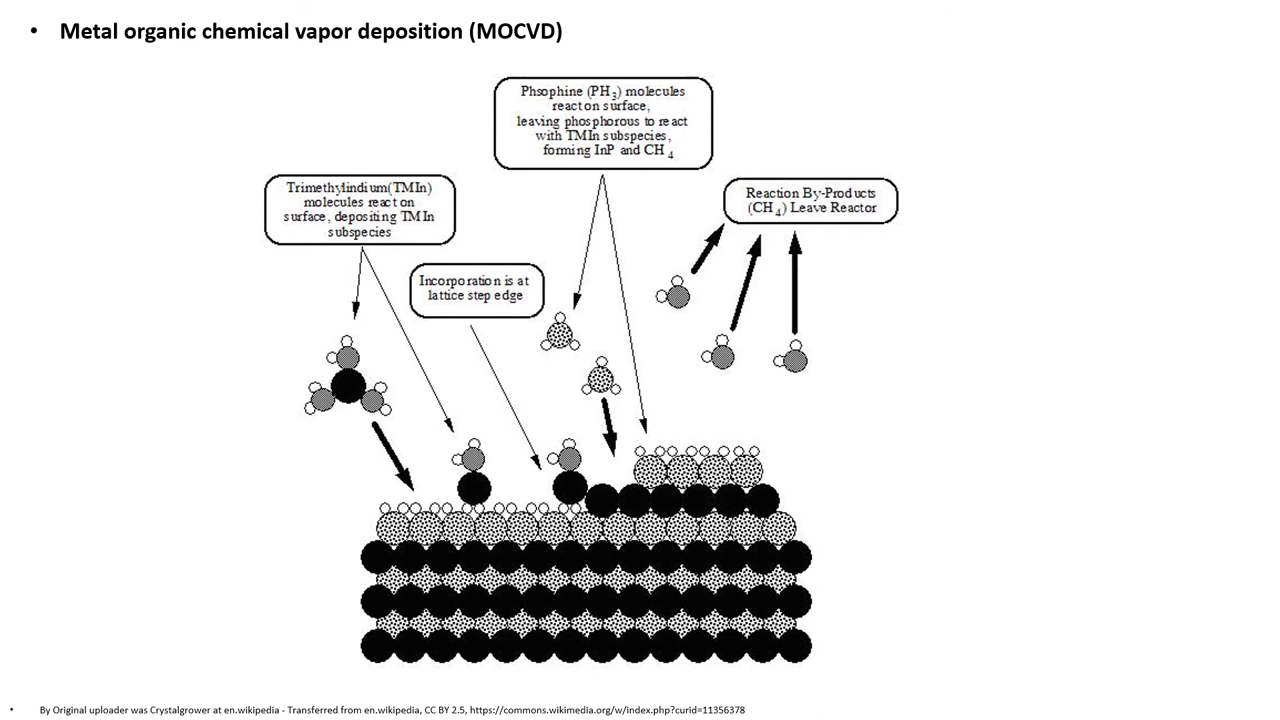 • Metal organic chemical vapor deposition (MOCVD)
Phsophine (PH3) molecules
react on surface,
leaving phosphorous to react
with TMIn subspecies,
forming InP and CH4
Trimethylindium(TMIn)
molecules react on
surface, depositing TMIn
subspecies
Reaction By-Products
(CH4) Leave Reactor
Incorporation is at
lattice step edge
• By Original uploader was Crystalgrower at en.wikipedia - Transferred from en.wikipedia, CC BY 2.5, https://commons.wikimedia.org/w/index.php?curid=11356378